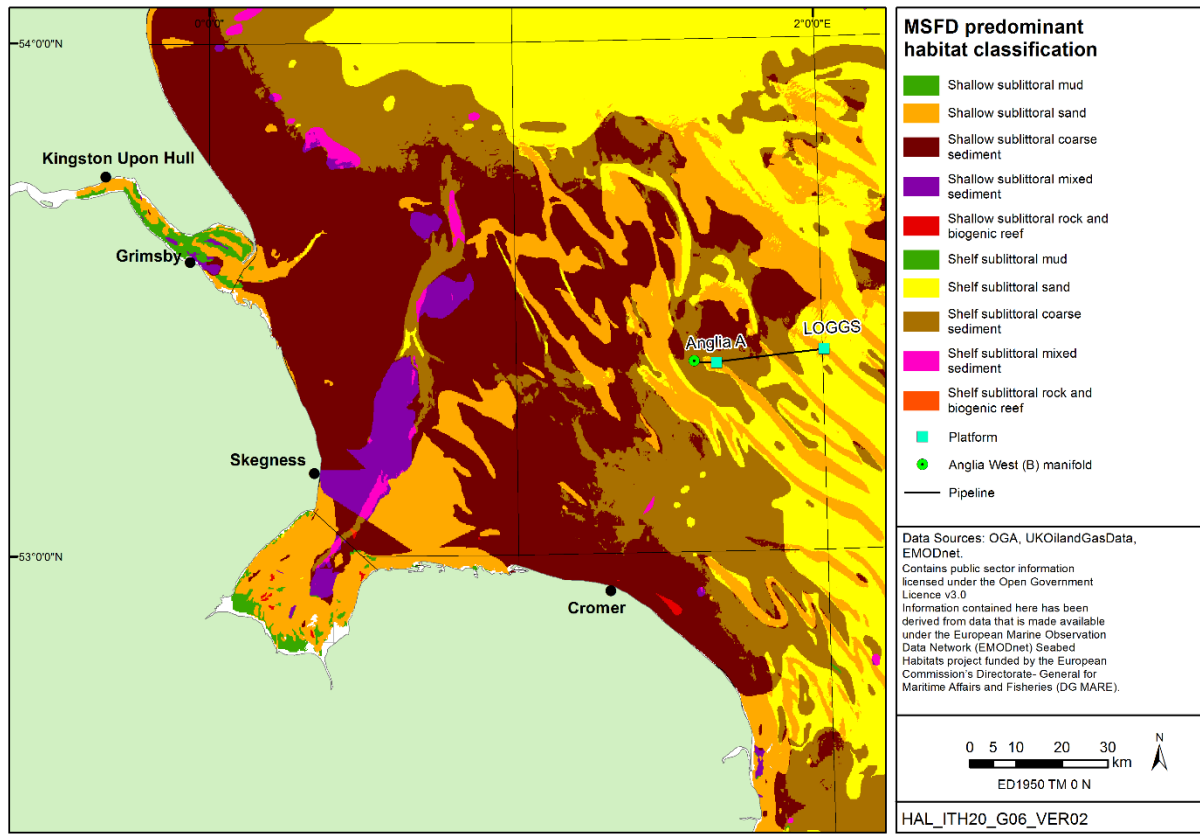 0°0'0"
2°0'0"E
54°0'0"N
Kingston Upon Hull
Grimsby
LOGGS
Anglia A
Skegness
53°0'0"N
Cromer
MSFD predominant
habitat classification
Shallow sublittoral mud
Shallow sublittoral sand
Shallow sublittoral coarse
sediment
Shallow sublittoral mixed
sediment
Shallow sublittoral rock and
biogenic reef
Shelf sublittoral mud
Shelf sublittoral sand
Shelf sublittoral coarse
sediment
Shelf sublittoral mixed
sediment
Shelf sublittoral rock and
biogenic reef
Platform
Anglia West (B) manifold
Pipeline
Data Sources: OGA, UKOilandGasData,
EMODnet.
Contains public sector information
licensed under the Open Government
Licence v3.0
Information contained here has been
derived from data that is made available
under the European Marine Observation
Data Network (EMODnet) Seabed
Habitats project funded by the European
Commission's Directorate- General for
Maritime Affairs and Fisheries (DG MARE).
N
0 5 10 20 30
km
ED1950 TM 0 N
HAL_ITH20_G06_VER02